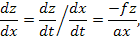 dz/dx = dz/dt / dx/dt = −fz/ax,